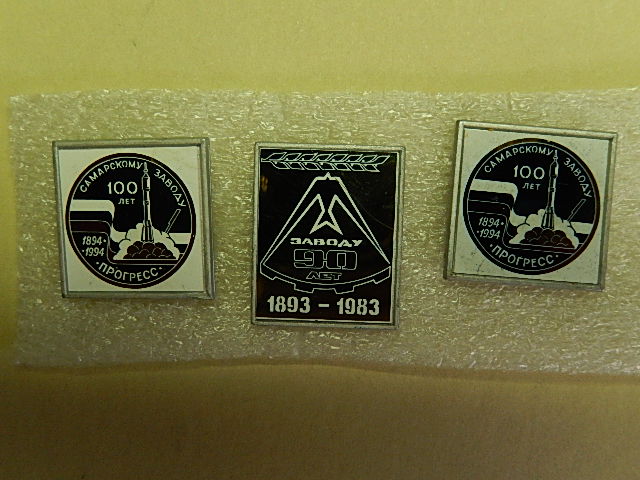 САМАРСКОМУ ЗАВОДУ
100
ЛЕТ
1894-
-1994
·ПРОГРЕСС·
ЗАВОДУ
90
ЛЕТ
1893 - 1983
САМАРСКОМУ ЗАВОДУ
100
ЛЕТ
1894-
-1994
·ПРОГРЕСС·